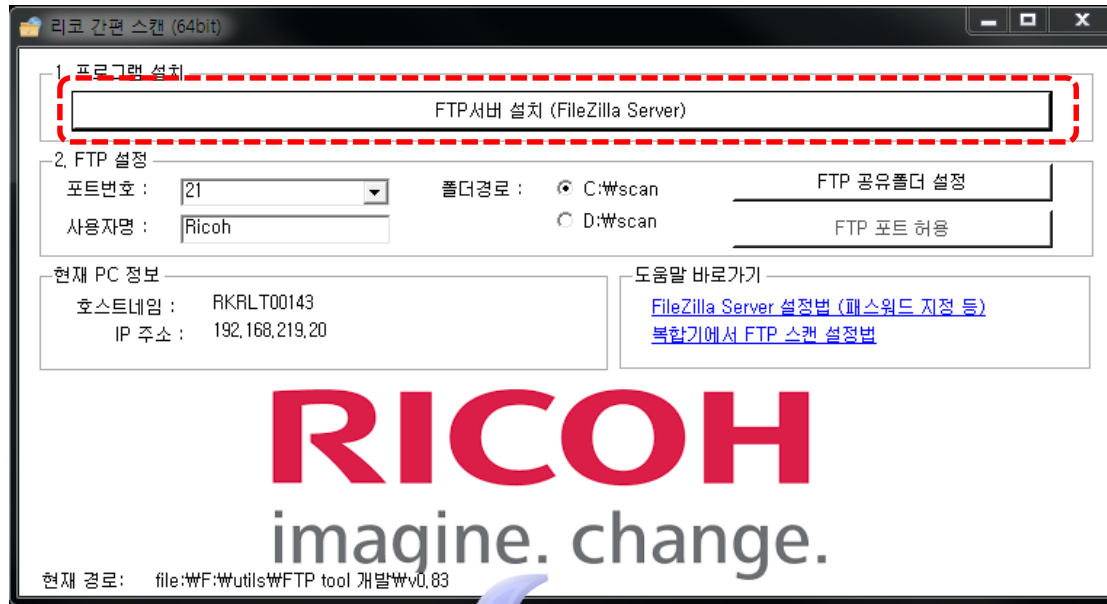 리코 간편 스캔 (64bit)
1. 프로그램 설치
FTP서버 설치 (FileZilla Server)
2. FTP 설정
포트번호 : 21 폴더경로 : C:₩scan FTP 공유폴더 설정
사용자명 : Ricoh D:₩scan FTP 포트 허용
현재 PC 정보
호스트네임 : RKRLT00143
IP 주소 : 192.168.219.20
도움말 바로가기
FileZilla Server 설정법 (패스워드 지정 등)
복합기에서 FTP 스캔 설정법
RICOH
imagine. change.
현재 경로: file:₩F:₩utils₩FTP tool 개발₩v0.83